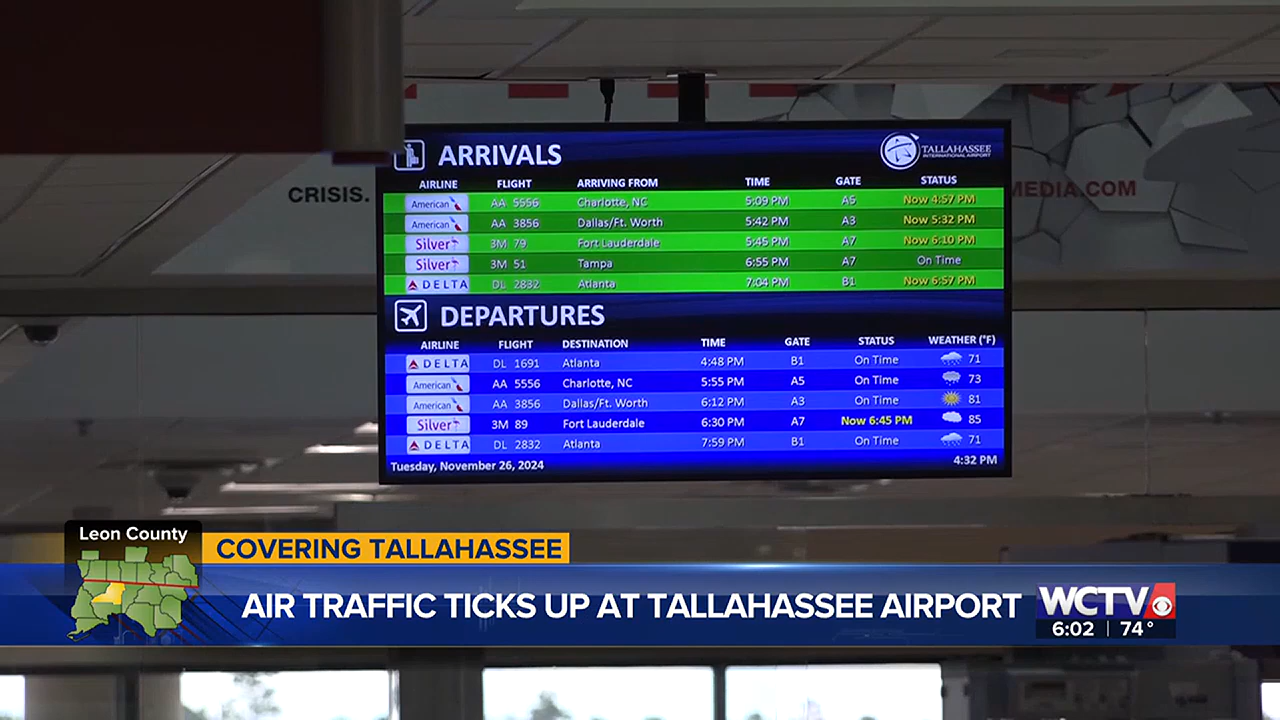 CRISIS.
MEDIA.COM
ARRIVALS
TALLAHASSEE
INTERNATIONAL AIRPORT
AIRLINE FLIGHT ARRIVING FROM TIME GATE STATUS
American AA 5556 Charlotte, NC 5:09 PM A5 Now 4:57 PM
American AA 3856 Dallas/Ft. Worth 5:42 PM A3 Now 5:32 PM
Silver 3M 79 Fort Lauderdale 5:45 PM A7 Now 6:10 PM
Silver 3M 51 Tampa 6:55 PM A7 On Time
DELTA DL 2832 Atlanta 7:04 PM B1 Now 6:57 PM
DEPARTURES
AIRLINE FLIGHT DESTINATION TIME GATE STATUS WEATHER (°F)
DELTA DL 1691 Atlanta 4:48 PM B1 On Time 71
American AA 5556 Charlotte, NC 5:55 PM A5 On Time 73
American AA 3856 Dallas/Ft. Worth 6:12 PM A3 On Time 81
Silver 3M 89 Fort Lauderdale 6:30 PM A7 Now 6:45 PM 85
DELTA DL 2832 Atlanta 7:59 PM B1 On Time 71
Tuesday, November 26, 2024 4:32 PM
Leon County
COVERING TALLAHASSEE
AIR TRAFFIC TICKS UP AT TALLAHASSEE AIRPORT
WCTV
6:02 | 74°